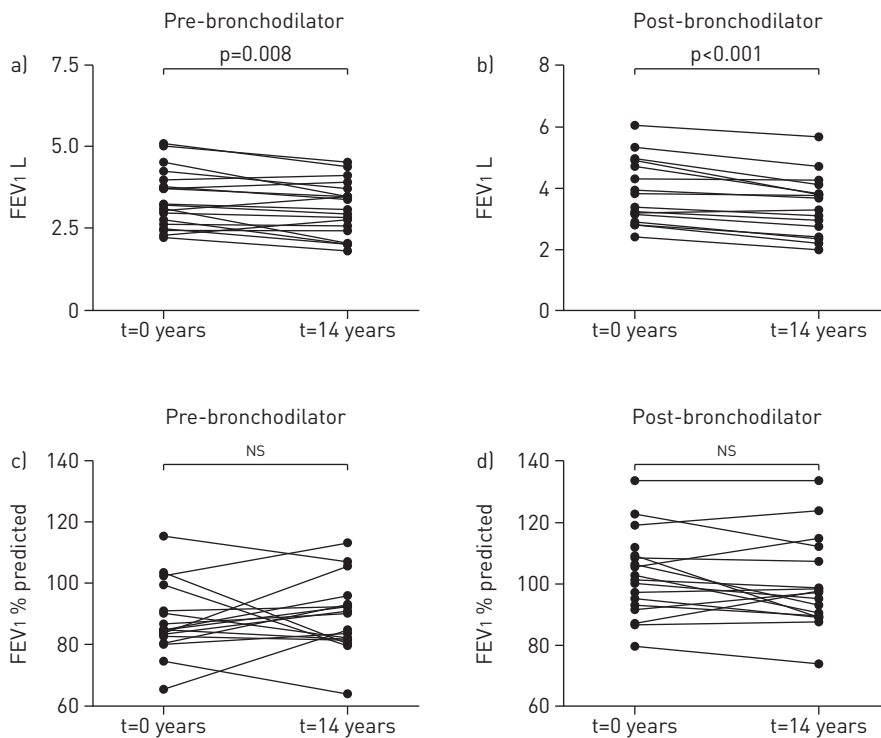 Pre-bronchodilator
a)
p=0.008
7.5
5.0
2.5
0
FEV1 L
t=0 years
t=14 years
Post-bronchodilator
b)
p<0.001
8
6
4
2
0
FEV1 L
t=0 years
t=14 years
Pre-bronchodilator
c)
NS
140
120
100
80
60
FEV1 % predicted
t=0 years
t=14 years
Post-bronchodilator
d)
NS
140
120
100
80
60
FEV1 % predicted
t=0 years
t=14 years